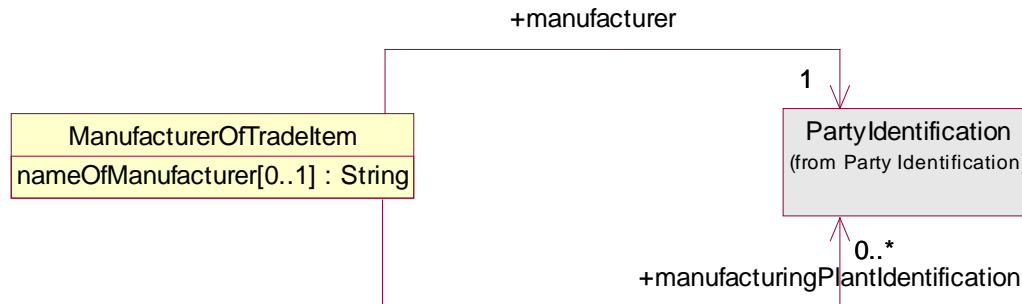 +manufacturer
1
ManufacturerOfTradeItem
nameOfManufacturer[0..1] : String
PartyIdentification
(from Party Identification
0..*
+manufacturingPlantIdentification